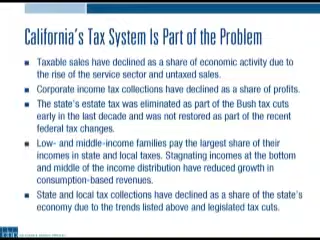 California's Tax System Is Part of the Problem
Taxable sales have declined as a share of economic activity due to
the rise of the service sector and untaxed sales.
Corporate income tax collections have declined as a share of profits.
The state's estate tax was eliminated as part of the Bush tax cuts
early in the last decade and was not restored as part of the recent
federal tax changes.
Low- and middle-income families pay the largest share of their
incomes in state and local taxes. Stagnating incomes at the bottom
and middle of the income distribution have reduced growth in
consumption-based revenues.
State and local tax collections have declined as a share of the state's
economy due to the trends listed above and legislated tax cuts.